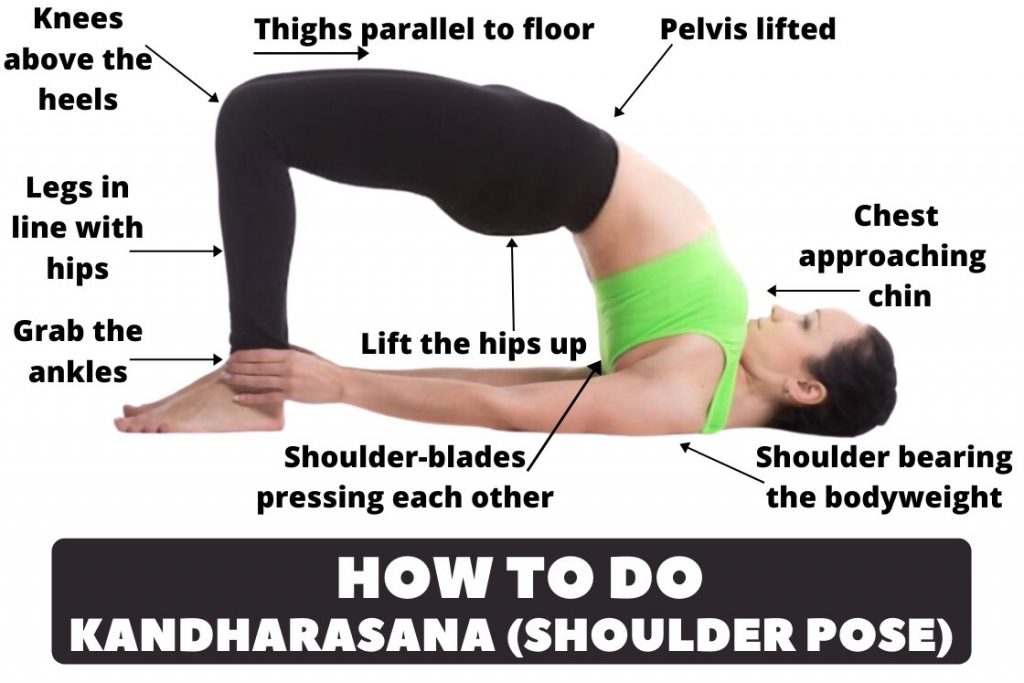 Knees
above the
heels
Thighs parallel to floor
Pelvis lifted
Legs in
line with
hips
Chest
approaching
chin
Grab the
ankles
Lift the hips up
Shoulder-blades
pressing each other
Shoulder bearing
the bodyweight
HOW TO DO
KANDHARASANA (SHOULDER POSE)